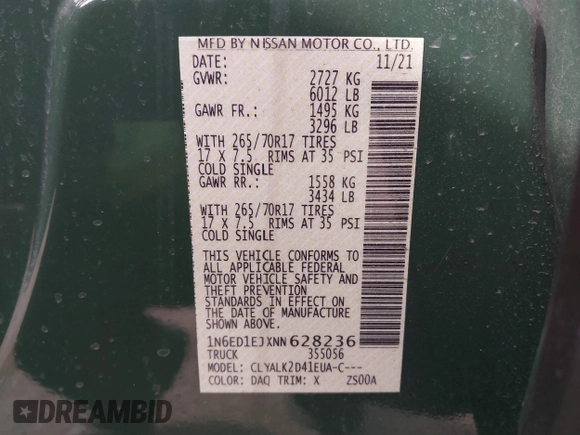 MFD BY NISSAN MOTOR CO., LTD.
DATE: 11/21
GVWR: 2727 KG
6012 LB
GAWR FR.: 1495 KG
3296 LB
WITH 265/70R17 TIRES
17 X 7.5 RIMS AT 35 PSI
COLD SINGLE
GAWR RR.: 1558 KG
3434 LB
WITH 265/70R17 TIRES
17 X 7.5 RIMS AT 35 PSI
COLD SINGLE
THIS VEHICLE CONFORMS TO
ALL APPLICABLE FEDERAL
MOTOR VEHICLE SAFETY AND
THEFT PREVENTION
STANDARDS IN EFFECT ON
THE DATE OF MANUFACTURE
SHOWN ABOVE.
1N6ED1EJXNN628236
TRUCK 355056
MODEL: CLYALK2D41EUA-C---
COLOR: DAQ TRIM: X ZS00A
DREAMBID